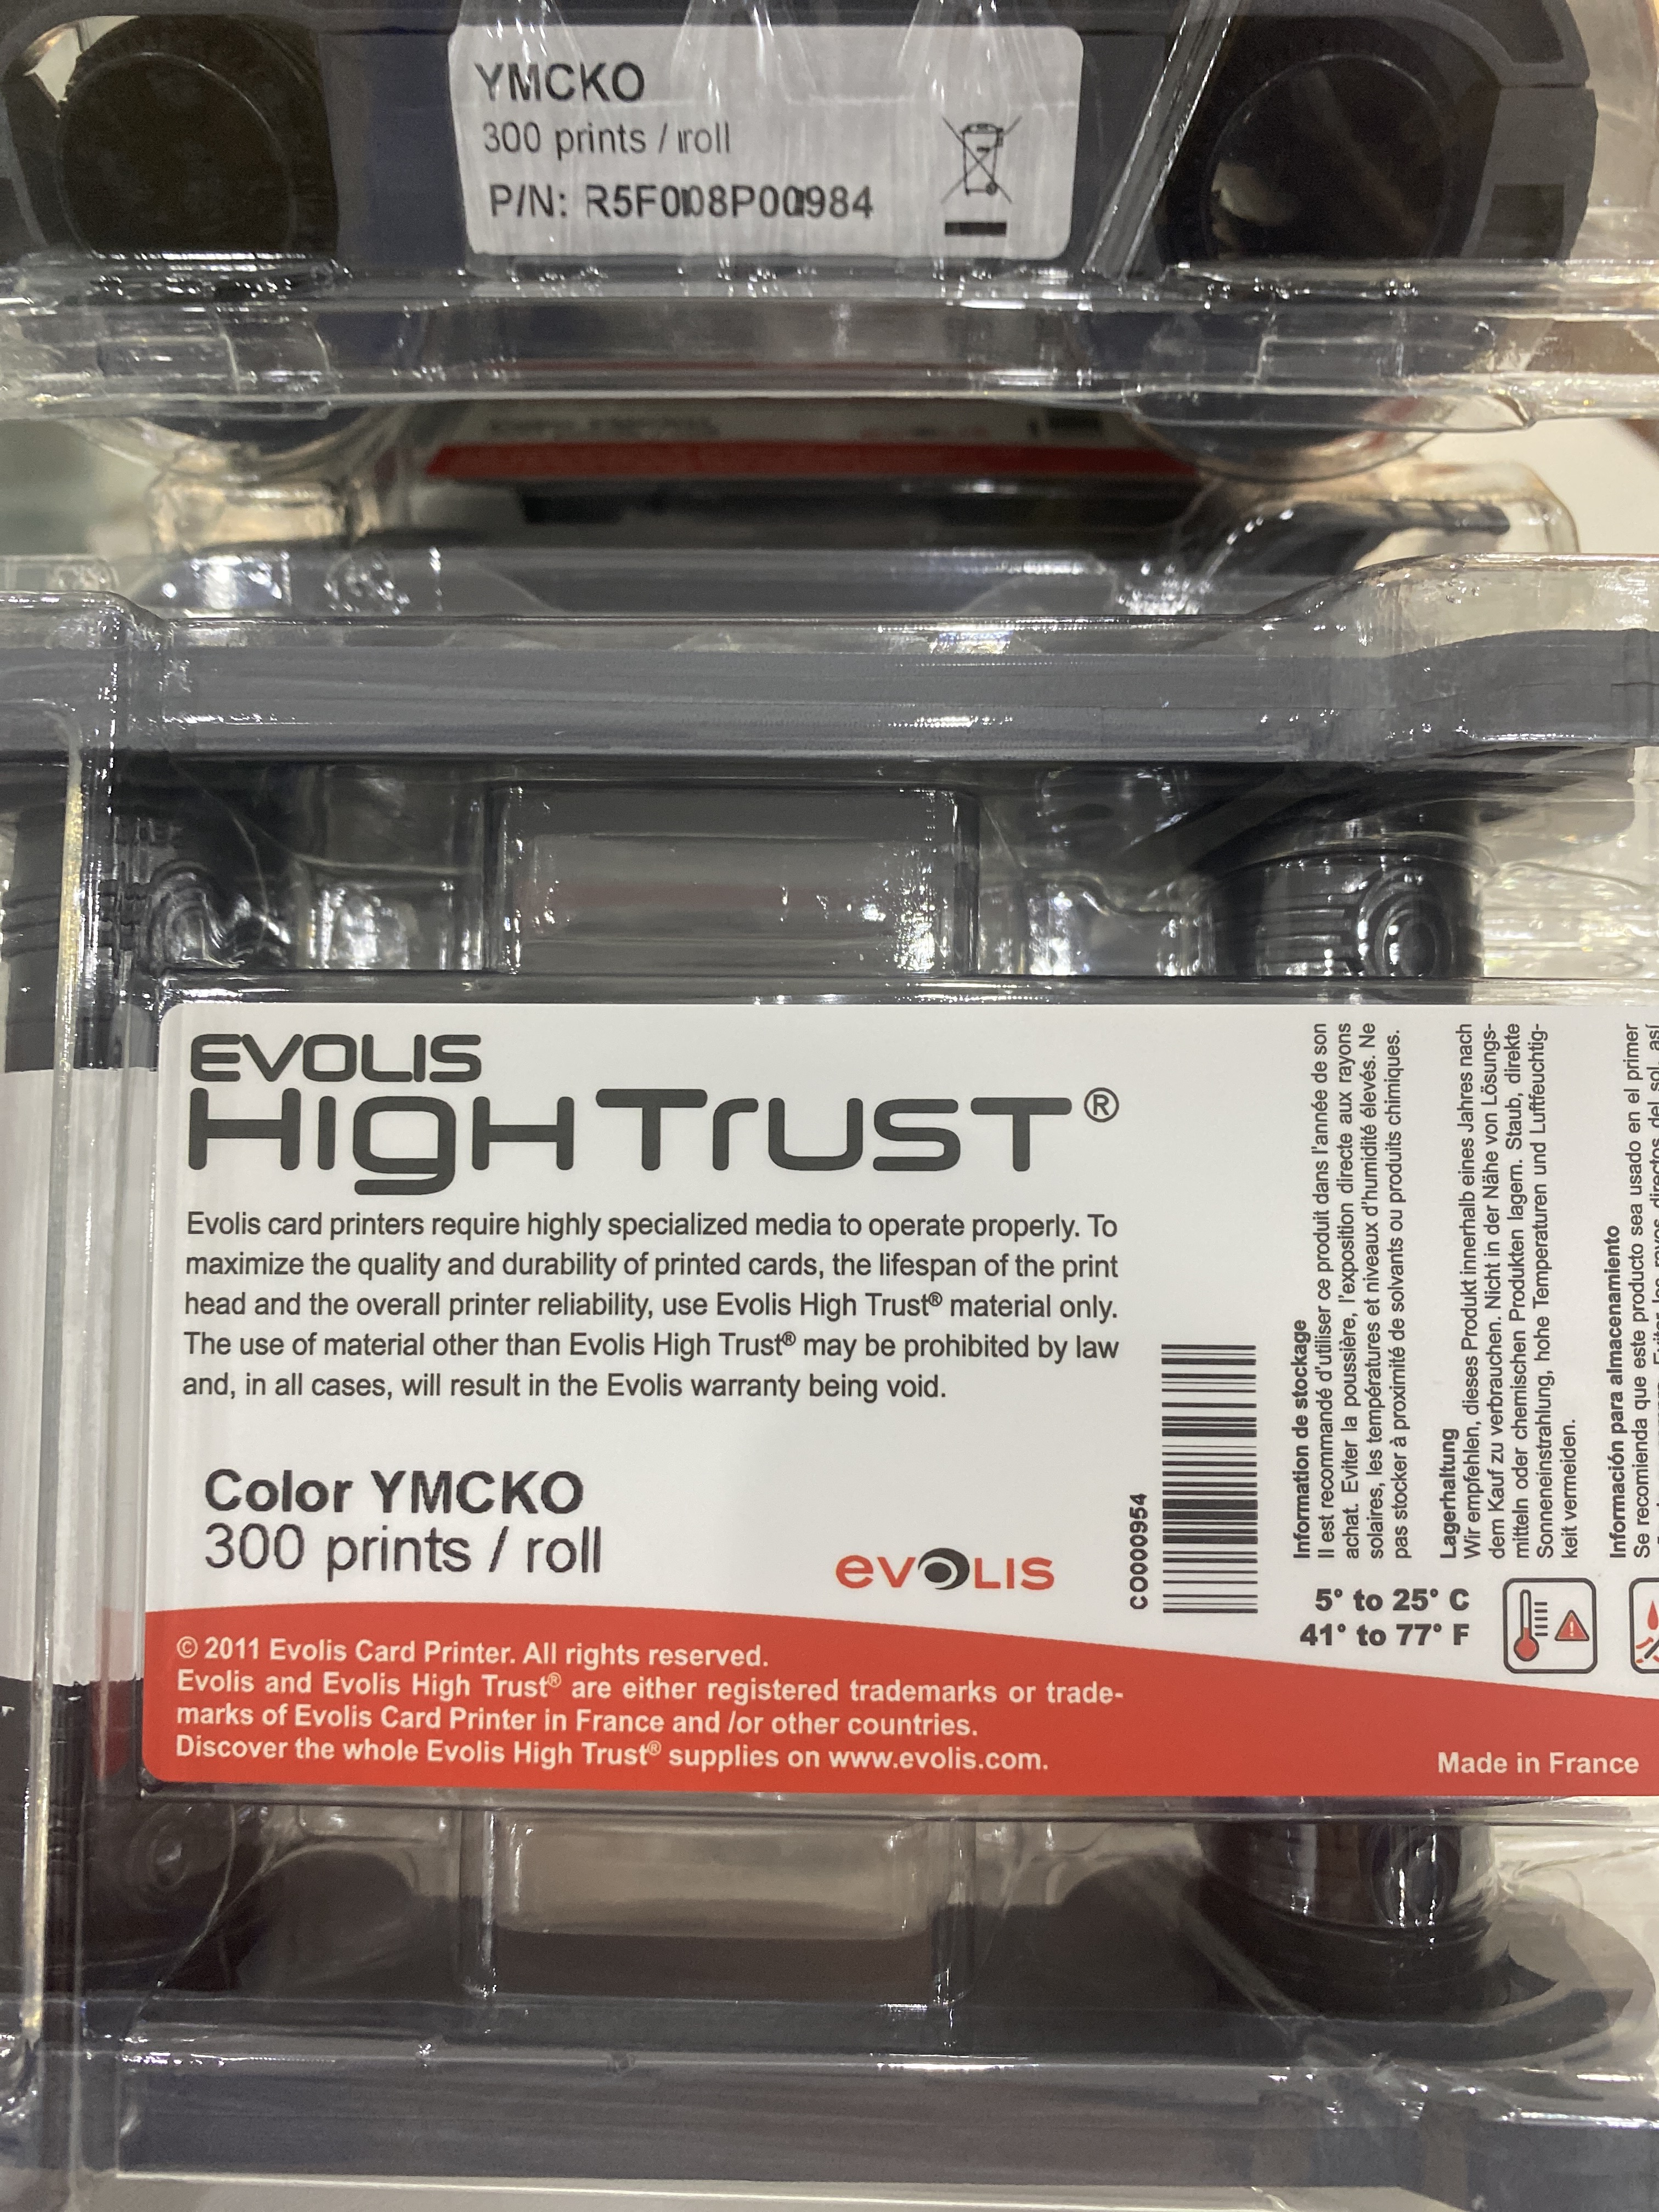 YMCKO
300 prints / roll
P/N:
EVOLIS
HIGH TRUST®
Evolis card printers require highly specialized media to operate properly. To
maximize the quality and durability of printed cards, the lifespan of the print
head and the overall printer reliability, use Evolis High Trust® material only.
The use of material other than Evolis High Trust® may be prohibited by law
and, in all cases, will result in the Evolis warranty being void.
Color YMCKO
300 prints / roll
evolis
CO000954
© 2011 Evolis Card Printer. All rights reserved.
Evolis and Evolis High Trust® are either registered trademarks or trade-
marks of Evolis Card Printer in France and /or other countries.
Discover the whole Evolis High Trust® supplies on www.evolis.com.
Information de stockage
Il est recommandé d'utiliser ce produit dans l'année de son
achat. Eviter la poussière, l'exposition directe aux rayons
solaires, les températures et niveaux d'humidité élevés. Ne
pas stocker à proximité de solvants ou produits chimiques.
Lagerhaltung
Wir empfehlen, dieses Produkt innerhalb eines Jahres nach
dem Kauf zu verbrauchen. Nicht in der Nähe von Lösungs-
mitteln oder chemischen Produkten lagern. Staub, direkte
Sonneneinstrahlung, hohe Temperaturen und Luftfeuchtig-
keit vermeiden.
Información para almacenamiento
Se recomienda que este producto sea usado en el primer
directos del sol, así
5° to 25° C
41° to 77° F
Made in France